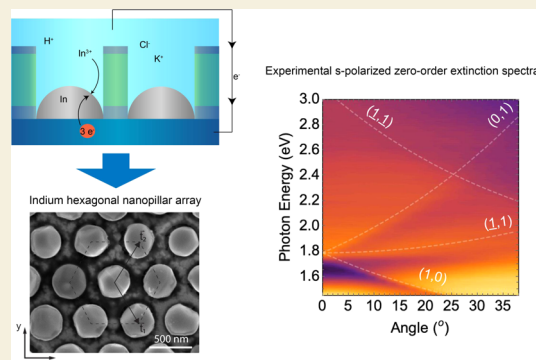 H⁺
In³⁺
Cl⁻
K⁺
e⁻
In
3 e⁻
Indium hexagonal nanopillar array
500 nm
y
Experimental s-polarized zero-order extinction spectra
(1,1)
(0,1)
(1,1)
(1,0)
3.0
2.8
2.6
2.4
2.2
2.0
1.8
1.6
Photon Energy (eV)
0 5 10 15 20 25 30 35
Angle (°)